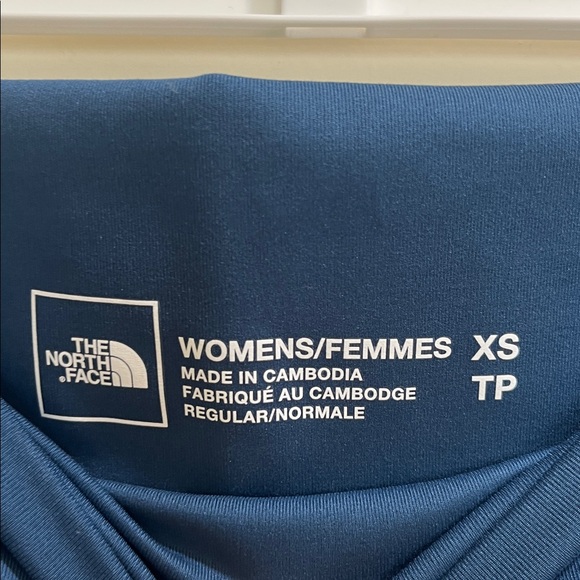 THE
NORTH
FACE
WOMENS/FEMMES XS
MADE IN CAMBODIA TP
FABRIQUÉ AU CAMBODGE
REGULAR/NORMALE